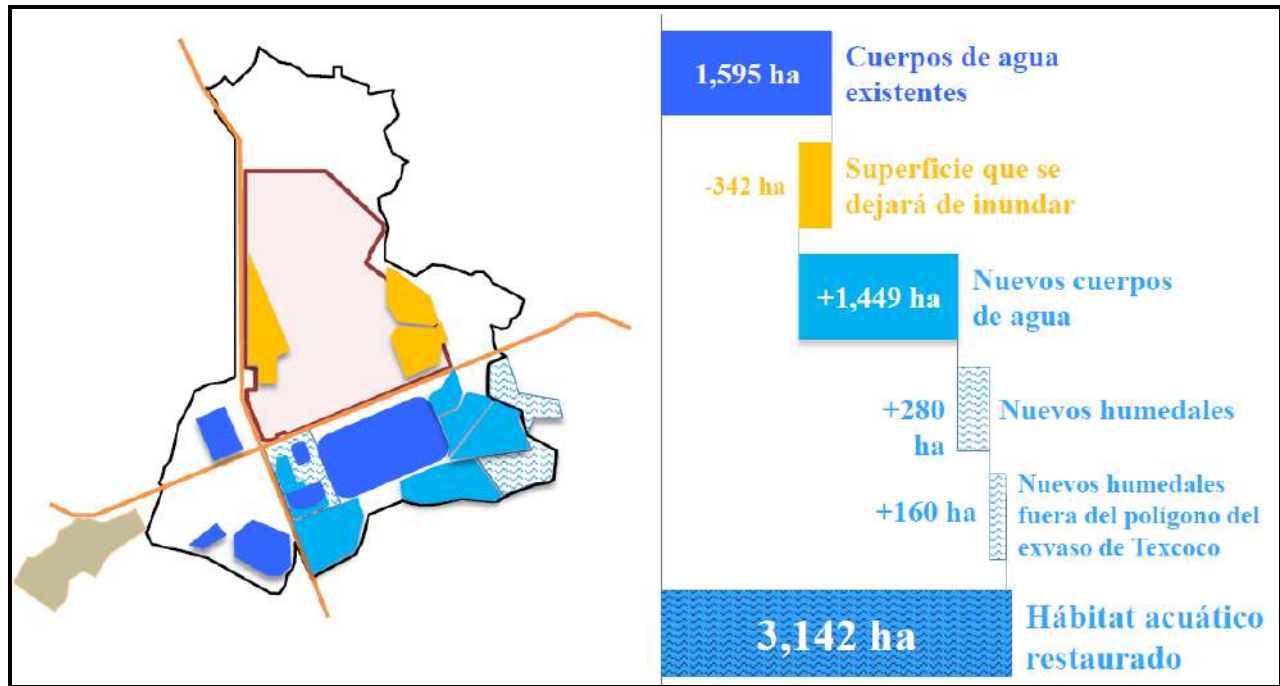 1,595 ha
Cuerpos de agua
existentes
-342 ha
Superficie que se
dejará de inundar
+1,449 ha
Nuevos cuerpos
de agua
+280
ha
Nuevos humedales
+160 ha
Nuevos humedales
fuera del polígono del
exvaso de Texcoco
3,142 ha
Hábitat acuático
restaurado